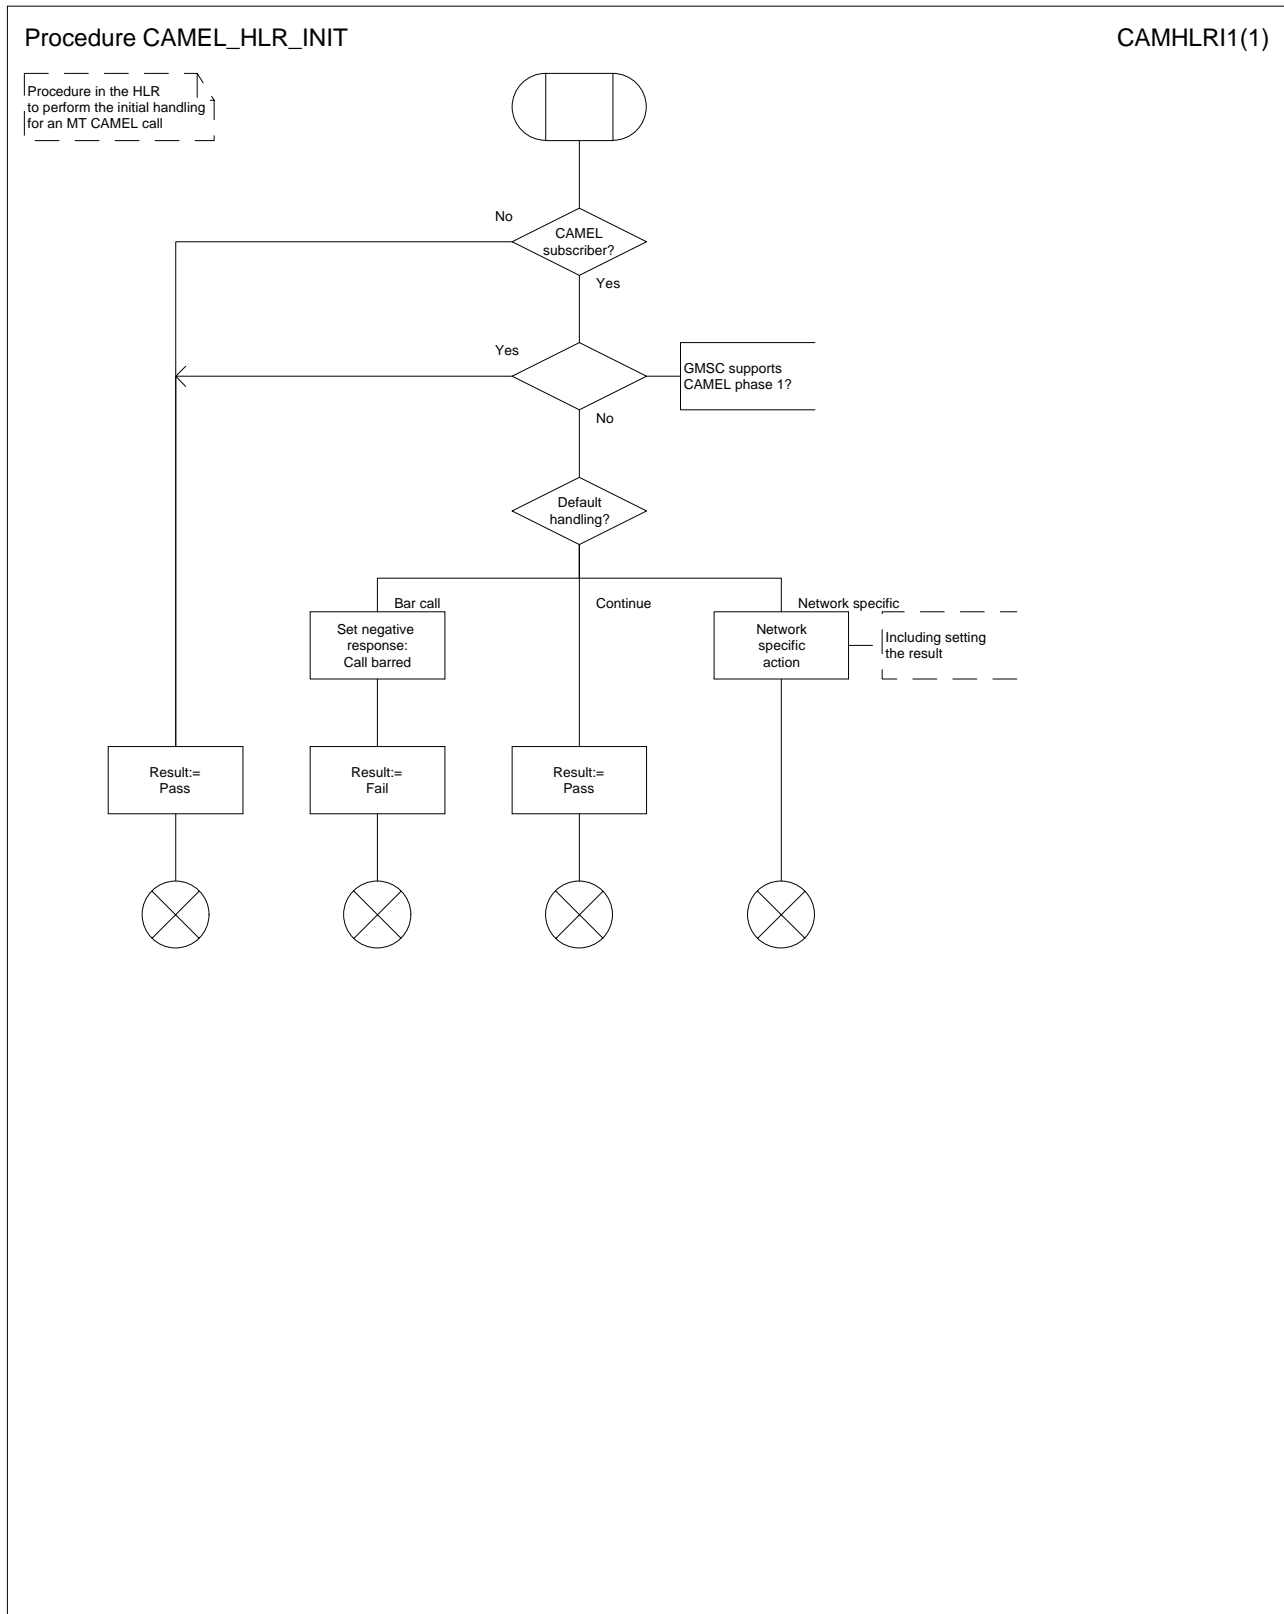 Procedure CAMEL_HLR_INIT
CAMHLRI1(1)
Procedure in the HLR
to perform the initial handling
for an MT CAMEL call
No
CAMEL
subscriber?
Yes
Yes
GMSC supports
CAMEL phase 1?
No
Default
handling?
Bar call
Continue
Network specific
Set negative
response:
Call barred
Network
specific
action
Including setting
the result
Result:=
Pass
Result:=
Fail
Result:=
Pass